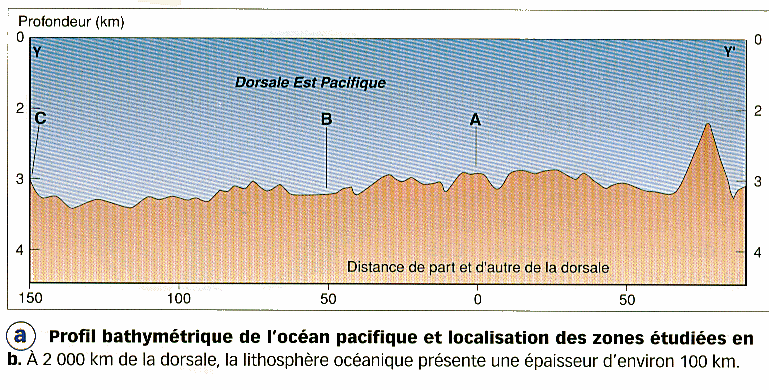 Profondeur (km)
0 0
Y Y'
Dorsale Est Pacifique
2 2
C B A
3 3
4 4
Distance de part et d'autre de la dorsale
150 100 50 0 50
a Profil bathymétrique de l'océan pacifique et localisation des zones étudiées en
b. À 2 000 km de la dorsale, la lithosphère océanique présente une épaisseur d'environ 100 km.